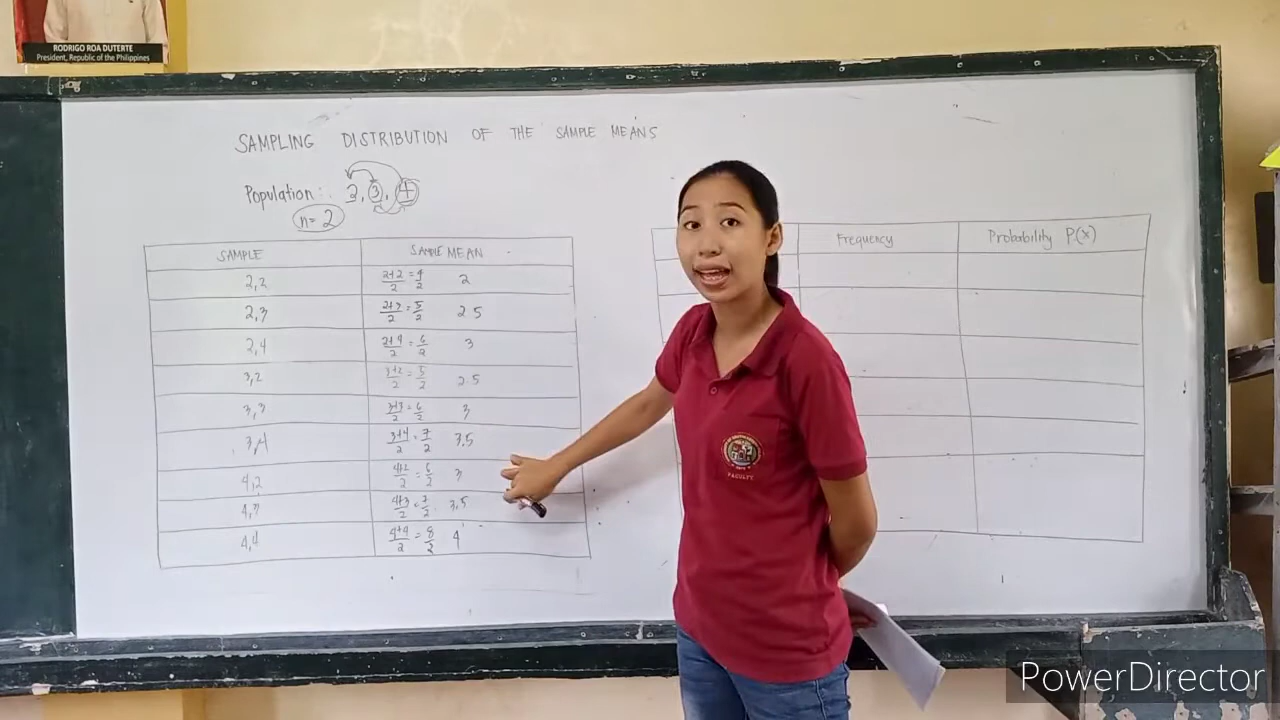 RODRIGO ROA DUTERTE
President, Republic of the Philippines
SAMPLING DISTRIBUTION OF THE SAMPLE MEANS
Population: 2, 3, 4
n = 2
SAMPLE SAMPLE MEAN
2,2 2+2/2 = 4/2 2
2,3 2+3/2 = 5/2 2.5
2,4 2+4/2 = 6/2 3
3,2 3+2/2 = 5/2 2.5
3,3 3+3/2 = 6/2 3
3,4 3+4/2 = 7/2 3.5
4,2 4+2/2 = 6/2 3
4,3 4+3/2 = 7/2 3.5
4,4 4+4/2 = 8/2 4
Frequency Probability P(x)
FACULTY
PowerDirector